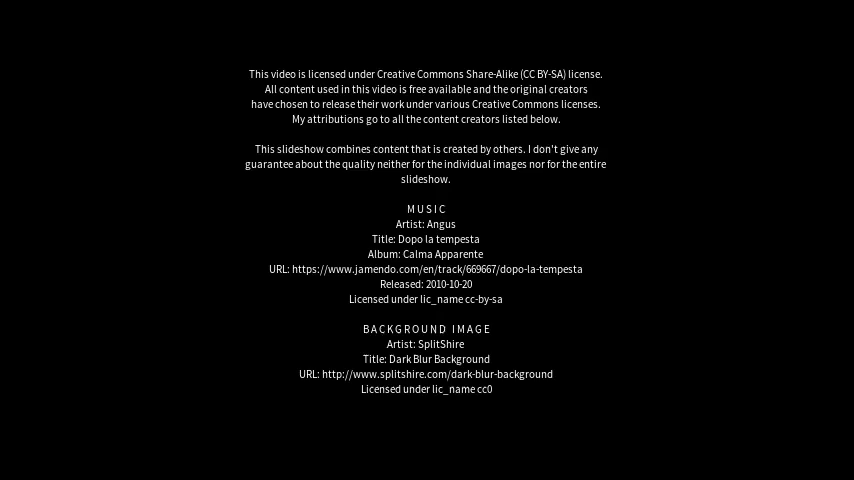 This video is licensed under Creative Commons Share-Alike (CC BY-SA) license.
All content used in this video is free available and the original creators
have chosen to release their work under various Creative Commons licenses.
My attributions go to all the content creators listed below.
This slideshow combines content that is created by others. I don't give any
guarantee about the quality neither for the individual images nor for the entire
slideshow.
MUSIC
Artist: Angus
Title: Dopo la tempesta
Album: Calma Apparente
URL: https://www.jamendo.com/en/track/669667/dopo-la-tempesta
Released: 2010-10-20
Licensed under lic_name cc-by-sa
BACKGROUND IMAGE
Artist: SplitShire
Title: Dark Blur Background
URL: http://www.splitshire.com/dark-blur-background
Licensed under lic_name cc0